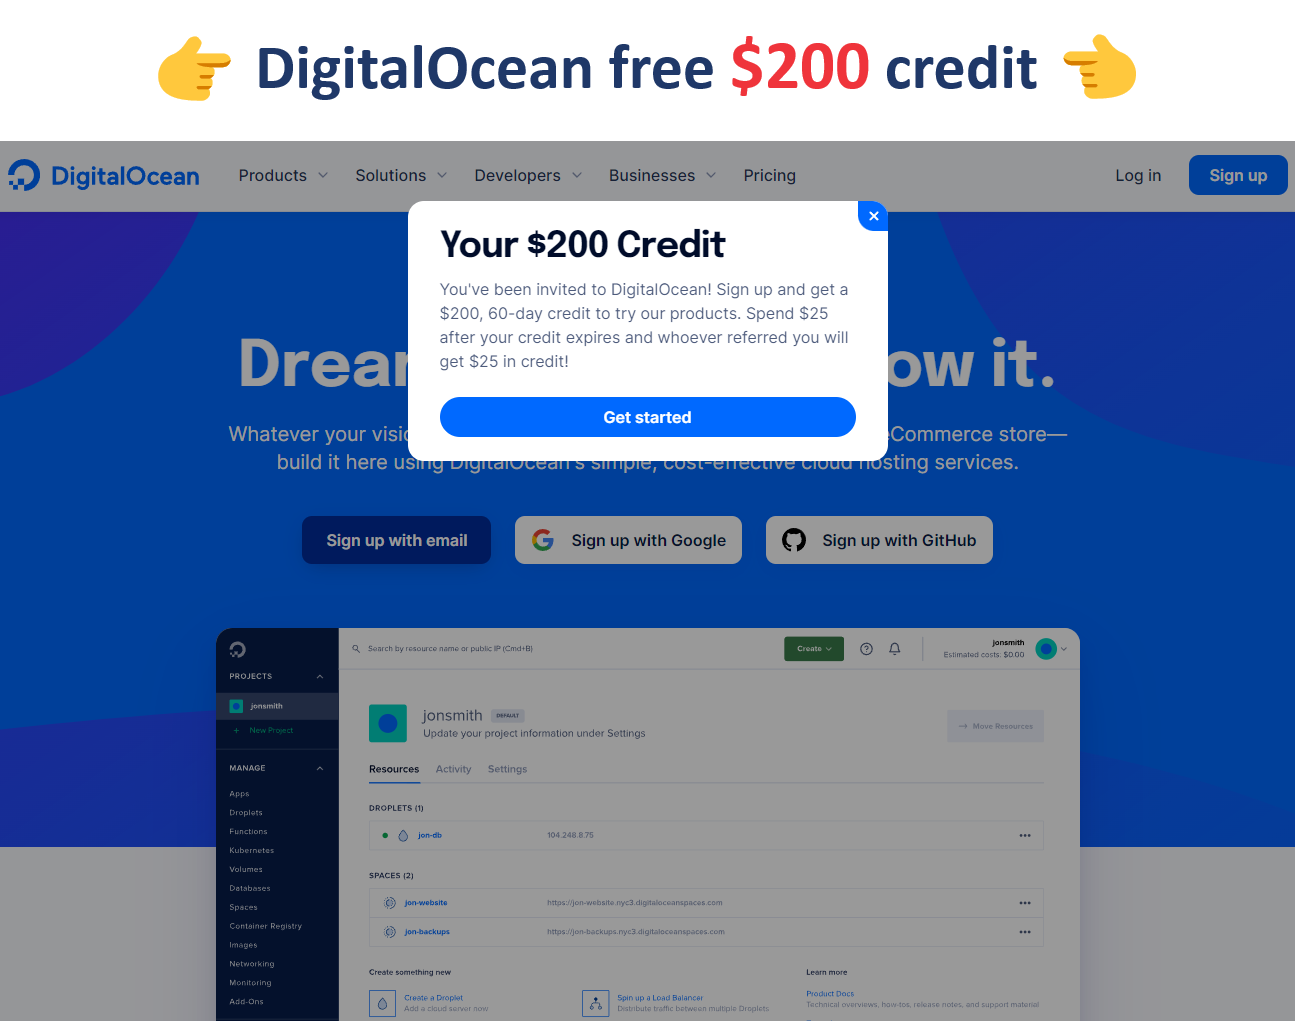 DigitalOcean free $200 credit
DigitalOcean
Products
Solutions
Developers
Businesses
Pricing
Log in
Sign up
Your $200 Credit
You've been invited to DigitalOcean! Sign up and get a
$200, 60-day credit to try our products. Spend $25
after your credit expires and whoever referred you will
get $25 in credit!
Get started
ow it.
Whatever your
eCommerce store—
build it here using DigitalOcean's simple, cost-effective cloud hosting services.
Sign up with email
Sign up with Google
Sign up with GitHub
Search by resource name or public IP (Cmd+B)
Create
jonsmith
Estimated costs: $0.00
PROJECTS
jonsmith
+ New Project
MANAGE
Apps
Droplets
Functions
Kubernetes
Volumes
Databases
Spaces
Container Registry
Images
Networking
Monitoring
Add-Ons
jonsmith DEFAULT
Update your project information under Settings
→ Move Resources
Resources
Activity
Settings
DROPLETS (1)
jon-db
104.248.8.75
SPACES (2)
jon-website
https://jon-website.nyc3.digitaloceanspaces.com
jon-backups
https://jon-backups.nyc3.digitaloceanspaces.com
Create something new
Create a Droplet
Add a cloud server now
Spin up a Load Balancer
Distribute traffic between multiple Droplets
Learn more
Product Docs
Technical overviews, how-tos, release notes, and support material